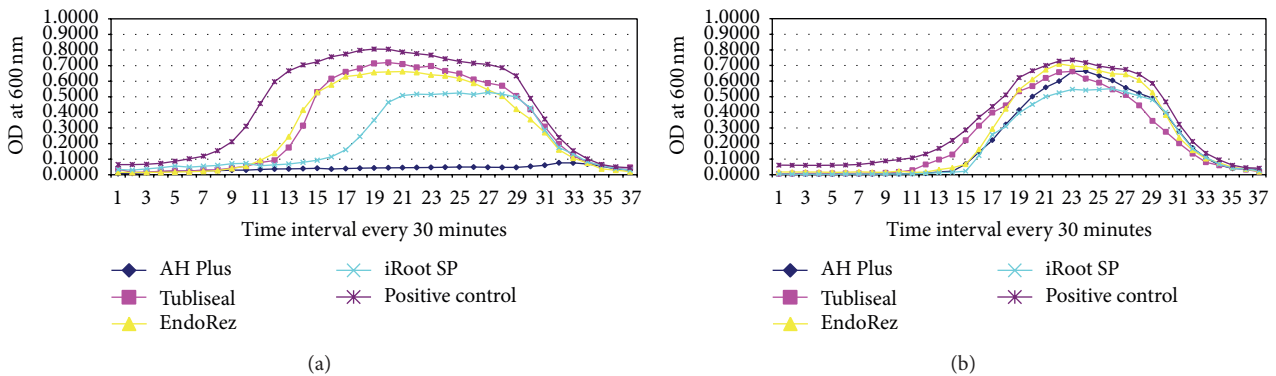 OD at 600 nm
1.0000
0.9000
0.8000
0.7000
0.6000
0.5000
0.4000
0.3000
0.2000
0.1000
0.0000
1 3 5 7 9 11 13 15 17 19 21 23 25 27 29 31 33 35 37
Time interval every 30 minutes
AH Plus
Tubliseal
EndoRez
iRoot SP
Positive control
(a)
OD at 600 nm
1.0000
0.9000
0.8000
0.7000
0.6000
0.5000
0.4000
0.3000
0.2000
0.1000
0.0000
1 3 5 7 9 11 13 15 17 19 21 23 25 27 29 31 33 35 37
Time interval every 30 minutes
AH Plus
Tubliseal
EndoRez
iRoot SP
Positive control
(b)